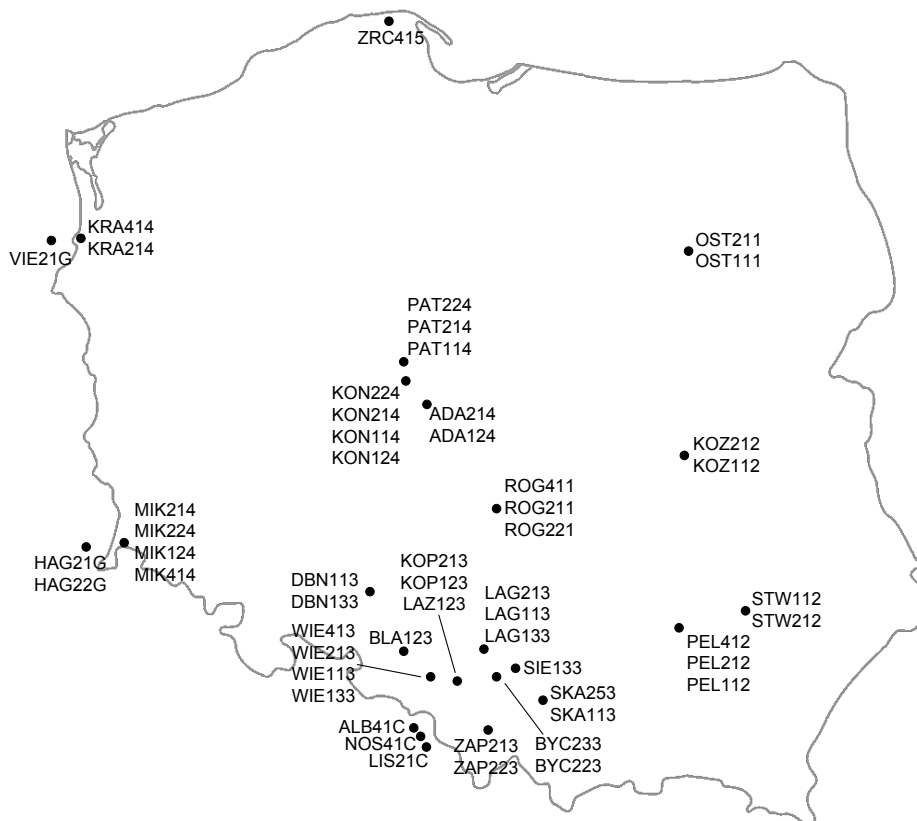 ZRC415
KRA414
KRA214
VIE21G
OST211
OST111
PAT224
PAT214
PAT114
KON224
KON214
KON114
KON124
ADA214
ADA124
KOZ212
KOZ112
ROG411
ROG211
ROG221
MIK214
MIK224
MIK124
MIK414
HAG21G
HAG22G
DBN113
DBN133
KOP213
KOP123
LAZ123
LAG213
LAG113
LAG133
STW112
STW212
WIE413
WIE213
WIE113
WIE133
BLA123
PEL412
PEL212
PEL112
SIE133
SKA253
SKA113
ALB41C
NOS41C
LIS21C
ZAP213
ZAP223
BYC233
BYC223